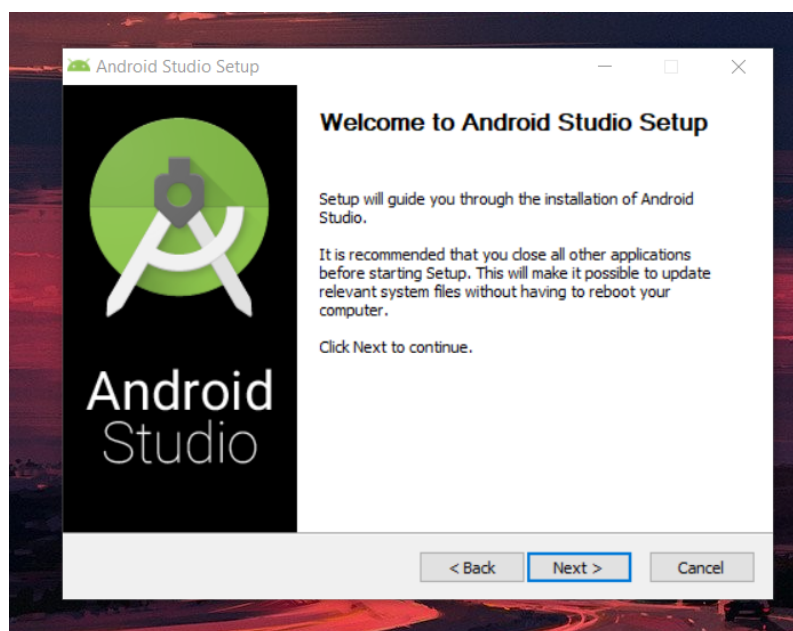 Android Studio Setup
Welcome to Android Studio Setup
Setup will guide you through the installation of Android
Studio.
It is recommended that you close all other applications
before starting Setup. This will make it possible to update
relevant system files without having to reboot your
computer.
Click Next to continue.
Android
Studio
< Back
Next >
Cancel